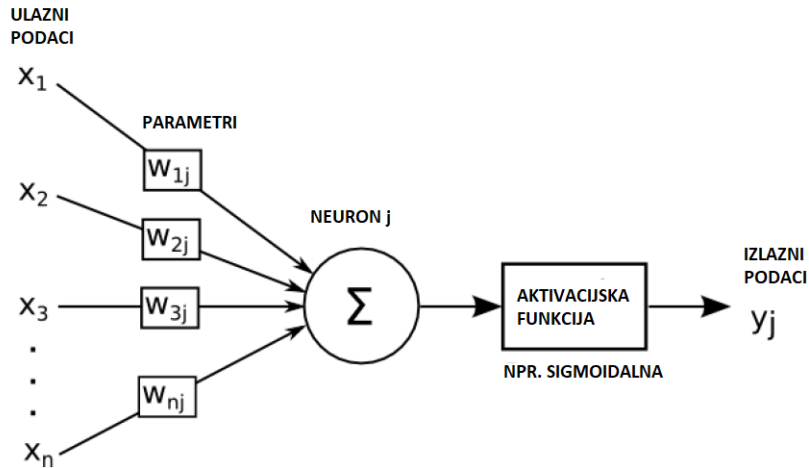 ULAZNI
PODACI
x₁
PARAMETRI
w₁ⱼ
x₂
w₂ⱼ
NEURON j
x₃
w₃ⱼ
Σ
AKTIVACIJSKA
FUNKCIJA
NPR. SIGMOIDALNA
IZLAZNI
PODACI
yⱼ
.
.
.
wₙⱼ
xₙ